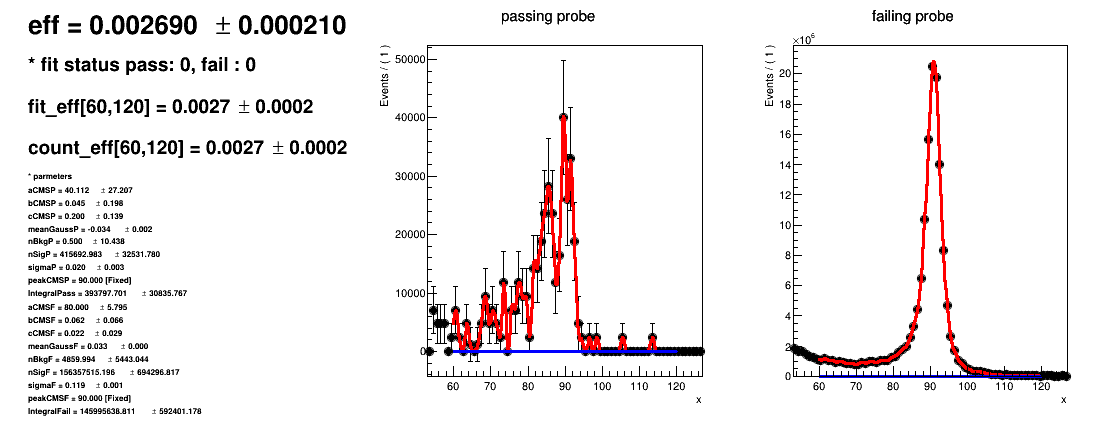 eff = 0.002690 ± 0.000210
* fit status pass: 0, fail : 0
fit_eff[60,120] = 0.0027 ± 0.0002
count_eff[60,120] = 0.0027 ± 0.0002
* parmeters
aCMSP = 40.112 ± 27.207
bCMSP = 0.045 ± 0.198
cCMSP = 0.200 ± 0.139
meanGaussP = -0.034 ± 0.002
nBkgP = 0.500 ± 10.438
nSigP = 415692.983 ± 32531.780
sigmaP = 0.020 ± 0.003
peakCMSP = 90.000 [Fixed]
IntegralPass = 393797.701 ± 30835.767
aCMSF = 80.000 ± 5.795
bCMSF = 0.062 ± 0.066
cCMSF = 0.022 ± 0.029
meanGaussF = 0.033 ± 0.000
nBkgF = 4859.994 ± 5443.044
nSigF = 156357515.196 ± 694296.817
sigmaF = 0.119 ± 0.001
peakCMSF = 90.000 [Fixed]
IntegralFail = 145995638.811 ± 592401.178
passing probe
Events / ( 1 )
50000
40000
30000
20000
10000
0
60 70 80 90 100 110 120
x
failing probe
×10⁶
Events / ( 1 )
20
18
16
14
12
10
8
6
4
2
0
60 70 80 90 100 110 120
x